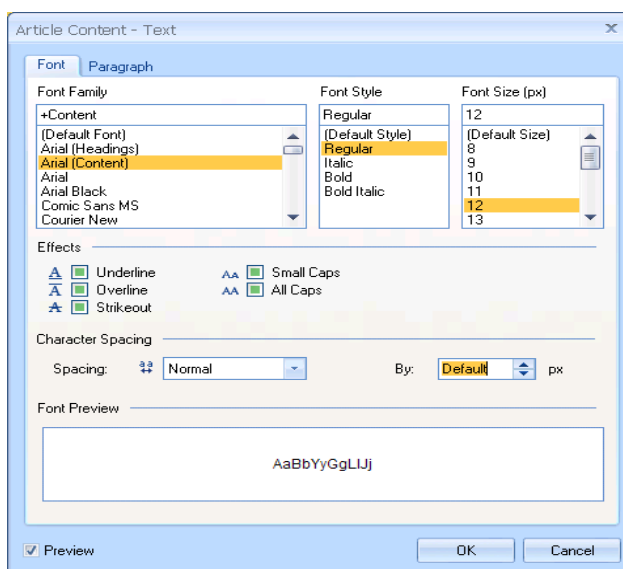 Article Content - Text
Font Paragraph
Font Family Font Style Font Size (px)
+Content Regular 12
(Default Font) (Default Style) (Default Size)
Arial (Headings) Regular 8
Arial (Content) Italic 9
Arial Bold 10
Arial Black Bold Italic 11
Comic Sans MS 12
Courier New 13
Effects
A Underline AA Small Caps
A Overline AA All Caps
A Strikeout
Character Spacing
Spacing: aa Normal By: Default px
Font Preview
AaBbYyGgLlJj
Preview OK Cancel